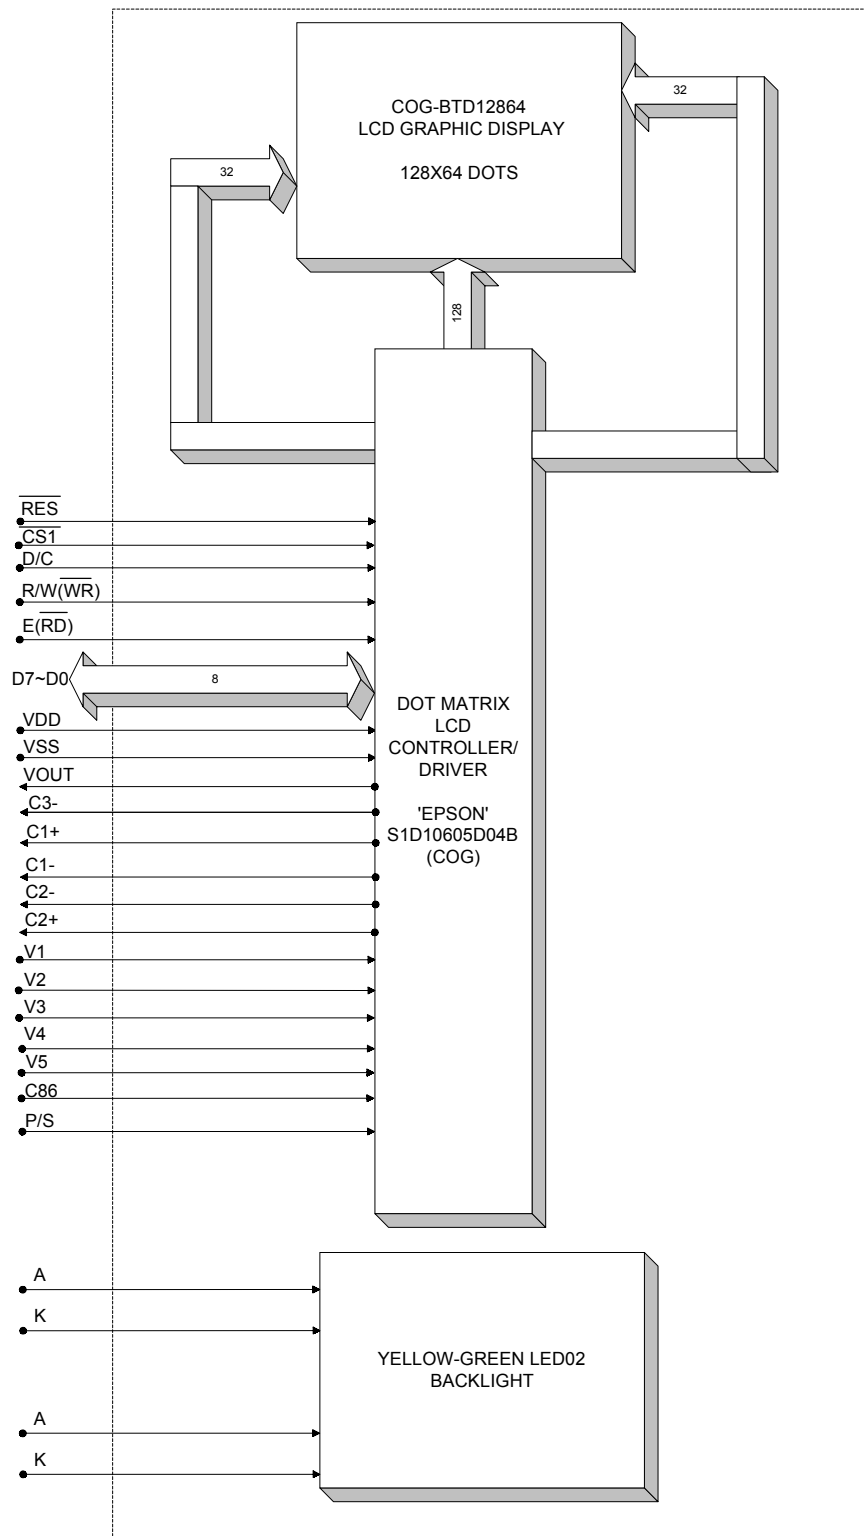 COG-BTD12864
LCD GRAPHIC DISPLAY
128X64 DOTS
32
32
128
RES
CS1
D/C
R/W(WR)
E(RD)
D7~D0
8
VDD
VSS
VOUT
C3-
C1+
C1-
C2-
C2+
V1
V2
V3
V4
V5
C86
P/S
DOT MATRIX
LCD
CONTROLLER/
DRIVER
'EPSON'
S1D10605D04B
(COG)
A
K
YELLOW-GREEN LED02
BACKLIGHT
A
K